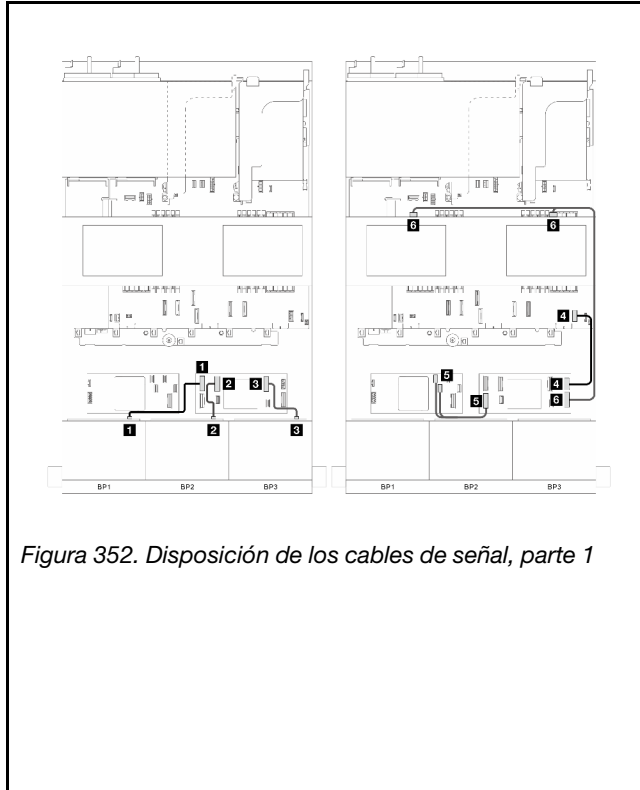 6 6
4
1
5
2 3
4
5 6
1 2 3
BP1 BP2 BP3 BP1 BP2 BP3
Figura 352. Disposición de los cables de señal, parte 1